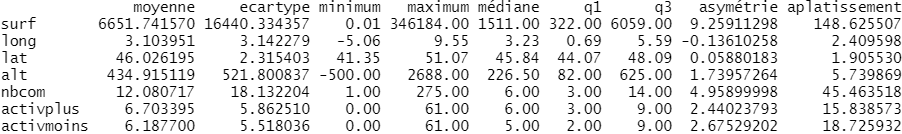 moyenne ecartype minimum maximum médiane q1 q3 asymétrie aplatissement
surf 6651.741570 16440.334357 0.01 346184.00 1511.00 322.00 6059.00 9.25911298 148.625507
long 3.103951 3.142279 -5.06 9.55 3.23 0.69 5.59 -0.13610258 2.409598
lat 46.026195 2.315403 41.35 51.07 45.84 44.07 48.09 0.05880183 1.905530
alt 434.915119 521.800837 -500.00 2688.00 226.50 82.00 625.00 1.73957264 5.739869
nbcom 12.080717 18.132204 1.00 275.00 6.00 3.00 14.00 4.95899998 45.463518
activplus 6.703395 5.862510 0.00 61.00 6.00 3.00 9.00 2.44023793 15.838573
activmoins 6.187700 5.518036 0.00 61.00 5.00 2.00 9.00 2.67529202 18.725932